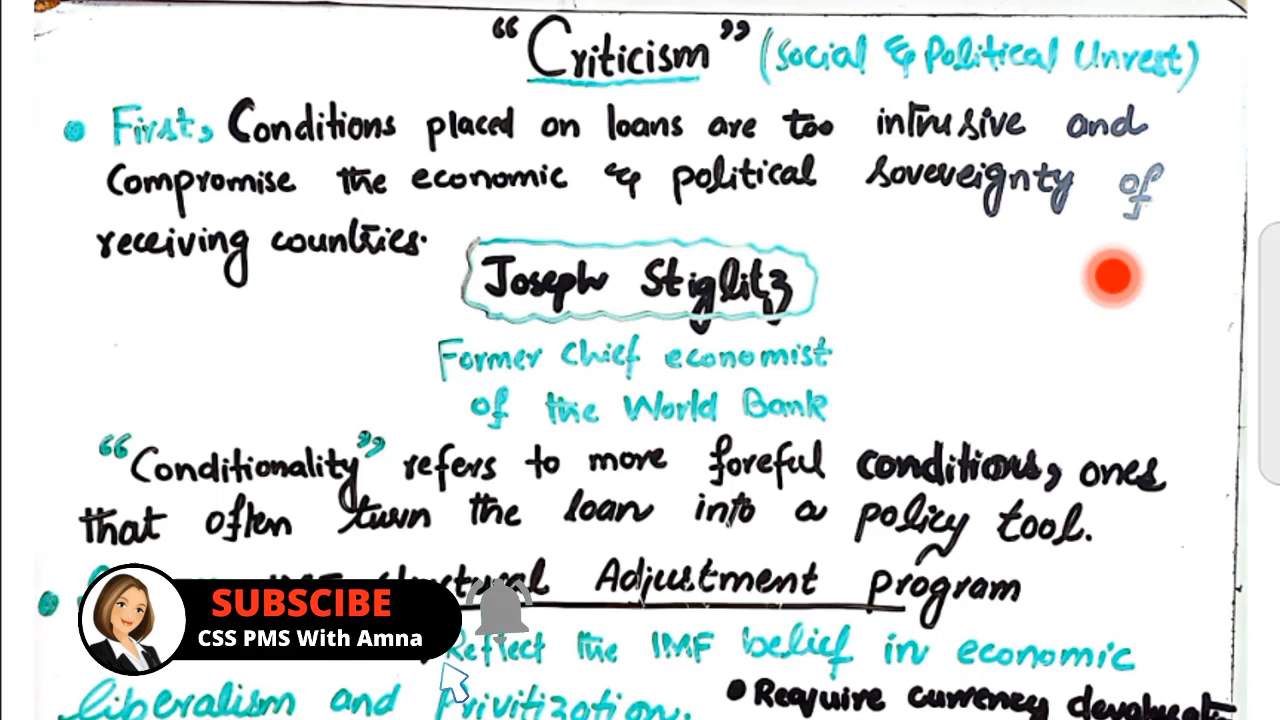 “Criticism” (Social & Political Unrest)
• First, Conditions placed on loans are too intrusive and
Compromise the economic & political sovereignty of
receiving countries.
Joseph Stiglitz
Former Chief economist
of the World Bank
“Conditionality” refers to more foreful conditions, ones
that often turn the loan into a policy tool.
Adjustment program
SUBSCIBE
CSS PMS With Amna
Reflect the IMF belief in economic
liberalism and Privitization. • Require currency